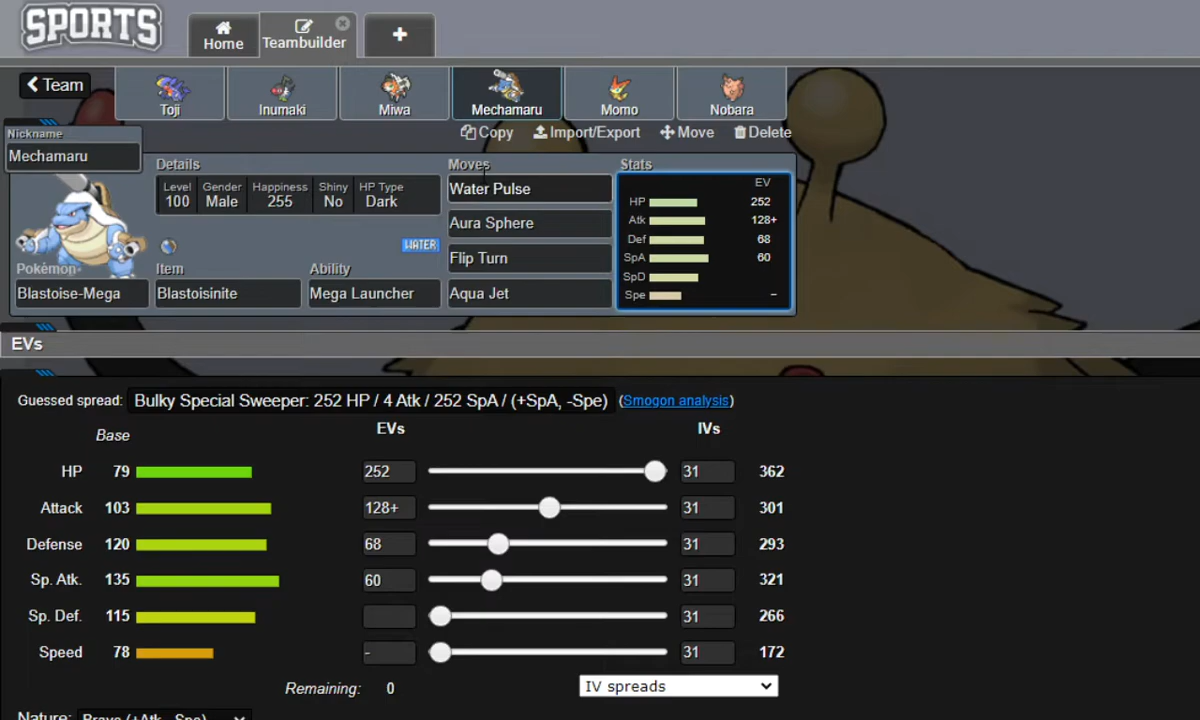 SPORTS
Home
Teambuilder
+
Team
Toji
Inumaki
Miwa
Mechamaru
Momo
Nobara
Copy Import/Export Move Delete
Nickname
Mechamaru
Details
Level
100
Gender
Male
Happiness
255
Shiny
No
HP Type
Dark
WATER
Pokémon
Blastoise-Mega
Item
Blastoisinite
Ability
Mega Launcher
Moves
Water Pulse
Aura Sphere
Flip Turn
Aqua Jet
Stats
EV
HP 252
Atk 128+
Def 68
SpA 60
SpD
Spe –
EVs
Guessed spread: Bulky Special Sweeper: 252 HP / 4 Atk / 252 SpA / (+SpA, -Spe) (Smogon analysis)
Base EVs IVs
HP 79 252 31 362
Attack 103 128+ 31 301
Defense 120 68 31 293
Sp. Atk. 135 60 31 321
Sp. Def. 115 31 266
Speed 78 - 31 172
Remaining: 0 IV spreads
Nature: Brave (+Atk, -Spe)